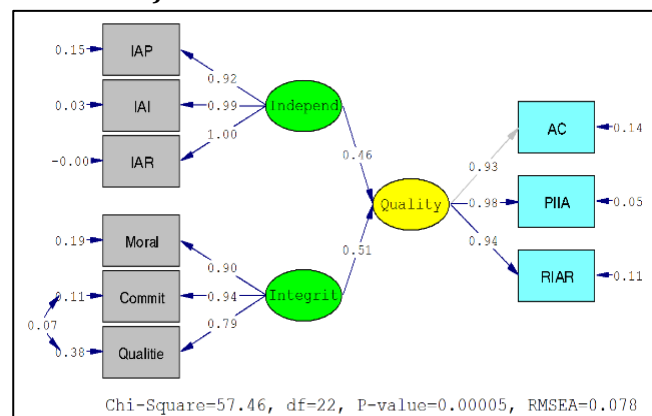 0.15 IAP
0.92
0.03 IAI 0.99 Independ
1.00
-0.00 IAR
0.46
AC 0.14
0.93
Quality 0.98 PIIA 0.05
0.94
0.19 Moral
0.51
RIAR 0.11
0.90
0.11 Commit 0.94 Integrit
0.07
0.79
0.38 Qualitie
Chi-Square=57.46, df=22, P-value=0.00005, RMSEA=0.078